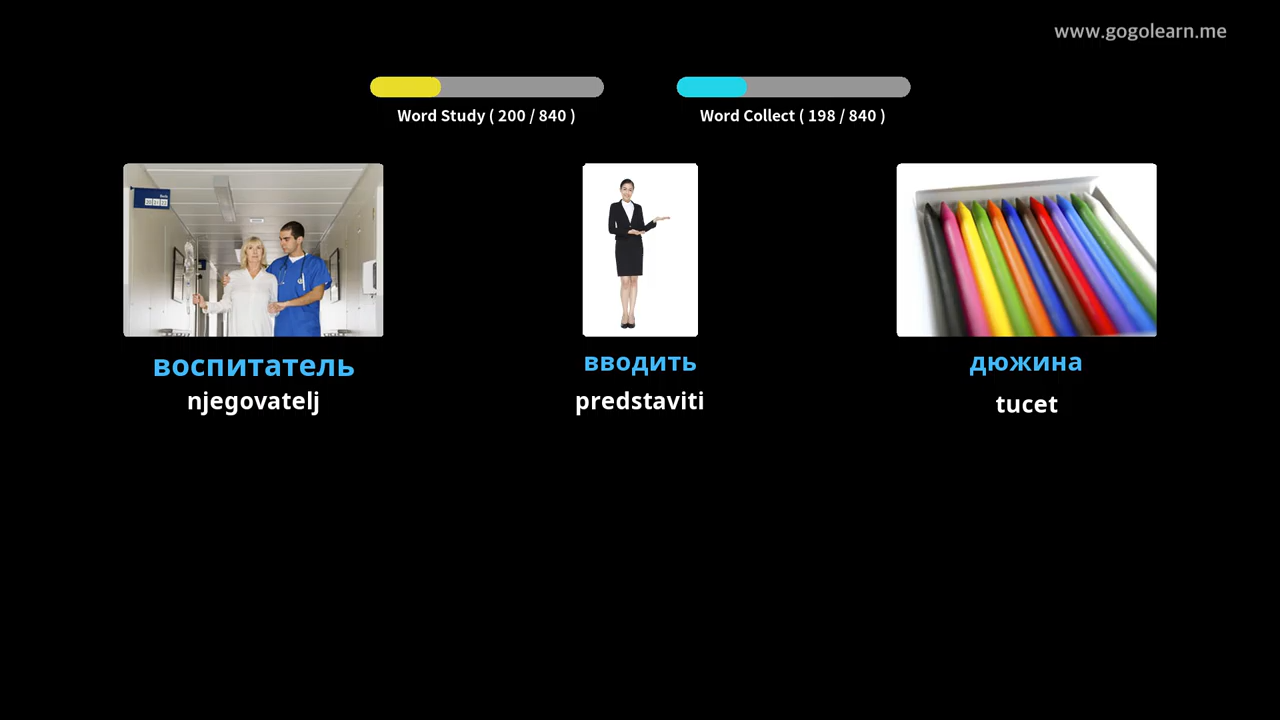 www.gogolearn.me
Word Study ( 200 / 840 )
Word Collect ( 198 / 840 )
воспитатель
njegovatelj
вводить
predstaviti
дюжина
tucet